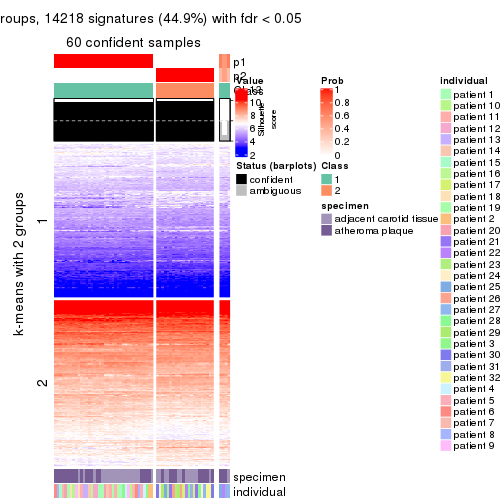 roups, 14218 signatures (44.9%) with fdr < 0.05
60 confident samples
p1
p2
Class
Silhouette
score
k-means with 2 groups
1
2
specimen
individual
Value
12
10
8
6
4
2
Status (barplots)
confident
ambiguous
Prob
1
0.8
0.6
0.4
0.2
0
Class
1
2
specimen
adjacent carotid tissue
atheroma plaque
individual
patient 1
patient 10
patient 11
patient 12
patient 13
patient 14
patient 15
patient 16
patient 17
patient 18
patient 19
patient 2
patient 20
patient 21
patient 22
patient 23
patient 24
patient 25
patient 26
patient 27
patient 28
patient 29
patient 3
patient 30
patient 31
patient 32
patient 4
patient 5
patient 6
patient 7
patient 8
patient 9